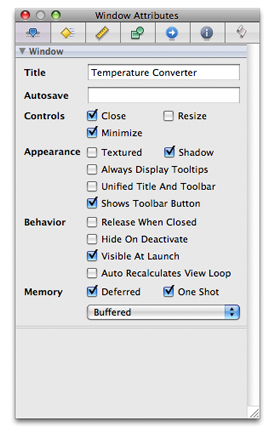 Window Attributes
Window
Title Temperature Converter
Autosave
Controls Close Resize
Minimize
Appearance Textured Shadow
Always Display Tooltips
Unified Title And Toolbar
Shows Toolbar Button
Behavior Release When Closed
Hide On Deactivate
Visible At Launch
Auto Recalculates View Loop
Memory Deferred One Shot
Buffered